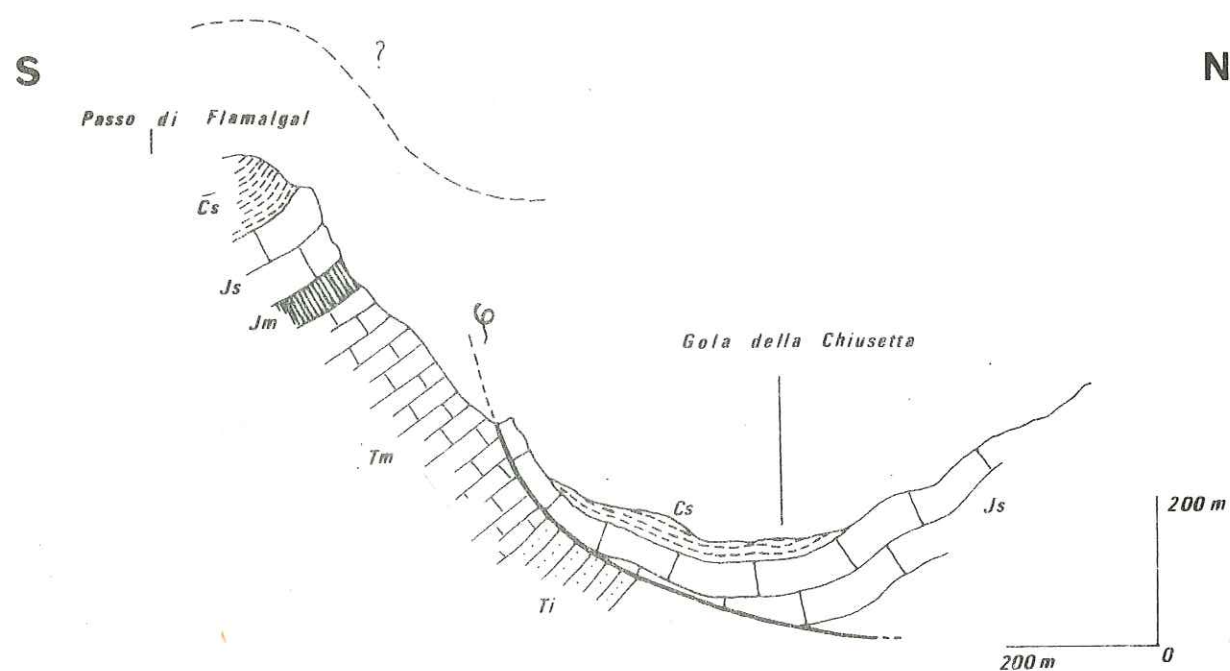 ?
S
N
Passo di Flamalgal
Cs
Js
Jm
φ
Gola della Chiusetta
Tm
Cs
Js
200 m
Ti
200 m
0